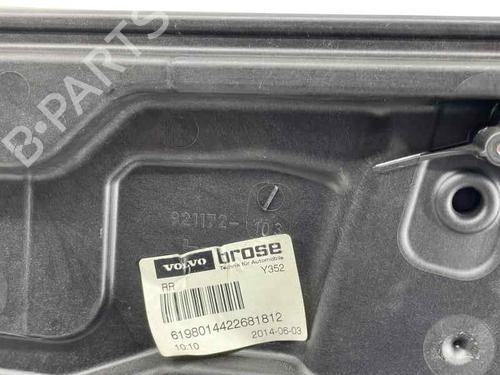 B-PARTS
921172-103
VOLVO brose
Technik für Automobile
RR Y352
6198014422681812
10:10 2014-06-03